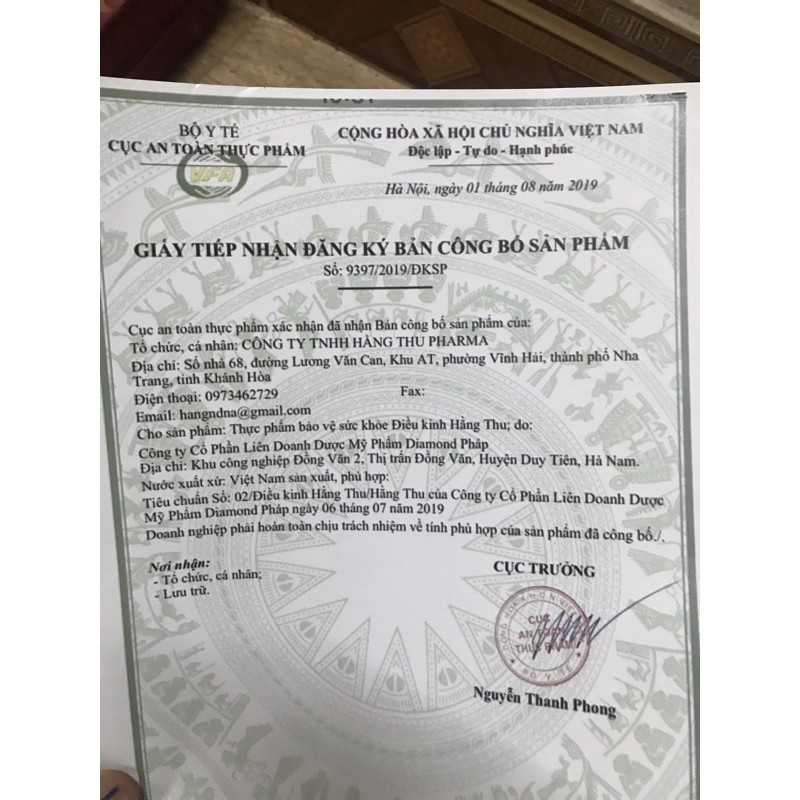 BỘ Y TẾ
CỤC AN TOÀN THỰC PHẨM
VFA
CỘNG HÒA XÃ HỘI CHỦ NGHĨA VIỆT NAM
Độc lập - Tự do - Hạnh phúc
Hà Nội, ngày 01 tháng 08 năm 2019
GIẤY TIẾP NHẬN ĐĂNG KÝ BẢN CÔNG BỐ SẢN PHẨM
Số: 9397/2019/ĐKSP
Cục an toàn thực phẩm xác nhận đã nhận Bản công bố sản phẩm của:
Tổ chức, cá nhân: CÔNG TY TNHH HẰNG THU PHARMA
Địa chỉ: Số nhà 68, đường Lương Văn Can, Khu AT, phường Vĩnh Hải, thành phố Nha
Trang, tỉnh Khánh Hòa
Điện thoại: 0973462729 Fax:
Email: hangndna@gmail.com
Cho sản phẩm: Thực phẩm bảo vệ sức khỏe Điều kinh Hằng Thu; do:
Công ty Cổ Phần Liên Doanh Dược Mỹ Phẩm Diamond Pháp
Địa chỉ: Khu công nghiệp Đồng Văn 2, Thị trấn Đồng Văn, Huyện Duy Tiên, Hà Nam.
Nước xuất xứ: Việt Nam sản xuất, phù hợp:
Tiêu chuẩn Số: 02/Điều kinh Hằng Thu/Hằng Thu của Công ty Cổ Phần Liên Doanh Dược
Mỹ Phẩm Diamond Pháp ngày 06 tháng 07 năm 2019
Doanh nghiệp phải hoàn toàn chịu trách nhiệm về tính phù hợp của sản phẩm đã công bố./.
Nơi nhận:
- Tổ chức, cá nhân;
- Lưu trữ.
CỤC TRƯỞNG
CỤC
AN TOÀN
THỰC PHẨM
Nguyễn Thanh Phong